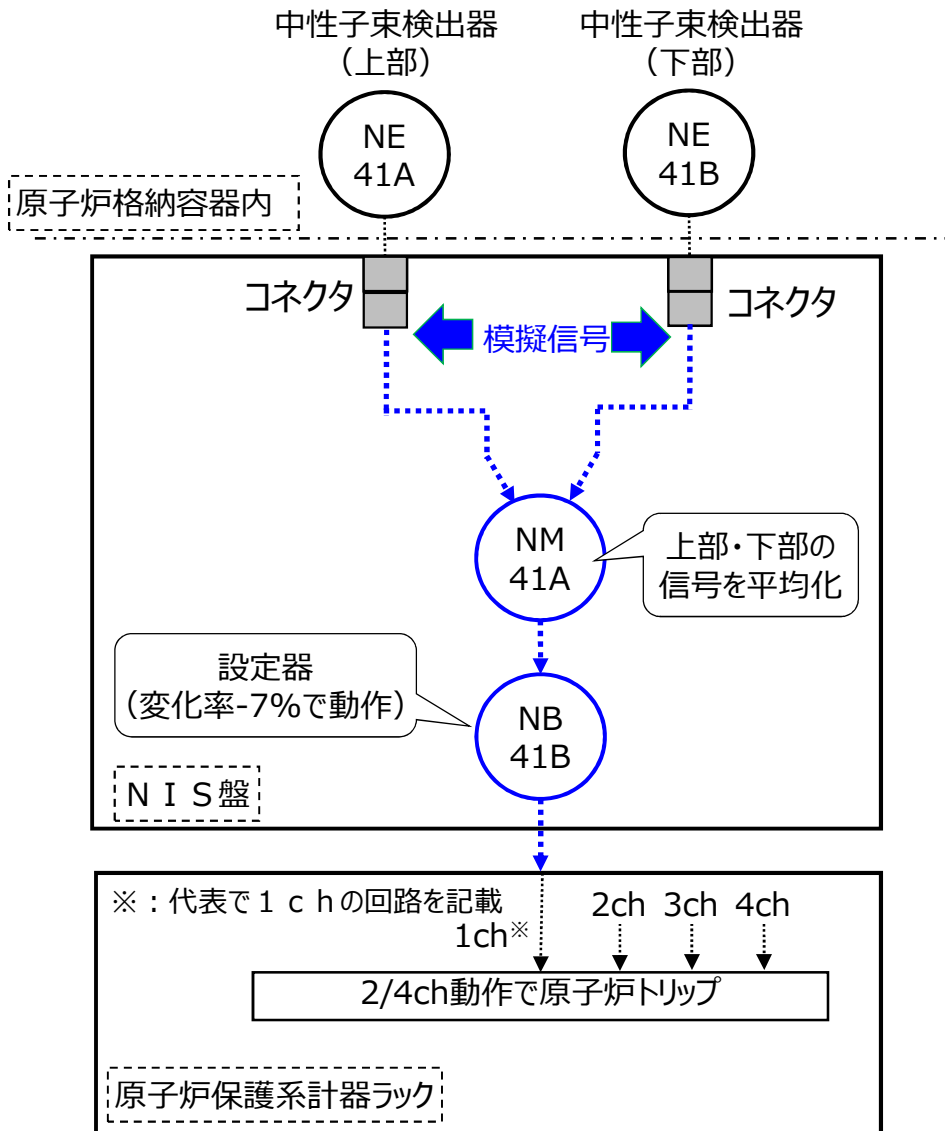 中性子束検出器
（上部）
中性子束検出器
（下部）
NE
41A
NE
41B
原子炉格納容器内
コネクタ
コネクタ
模擬信号
NM
41A
上部・下部の
信号を平均化
設定器
（変化率-7%で動作）
NB
41B
ＮＩＳ盤
※：代表で１ｃｈの回路を記載
1ch※
2ch 3ch 4ch
2/4ch動作で原子炉トリップ
原子炉保護系計器ラック